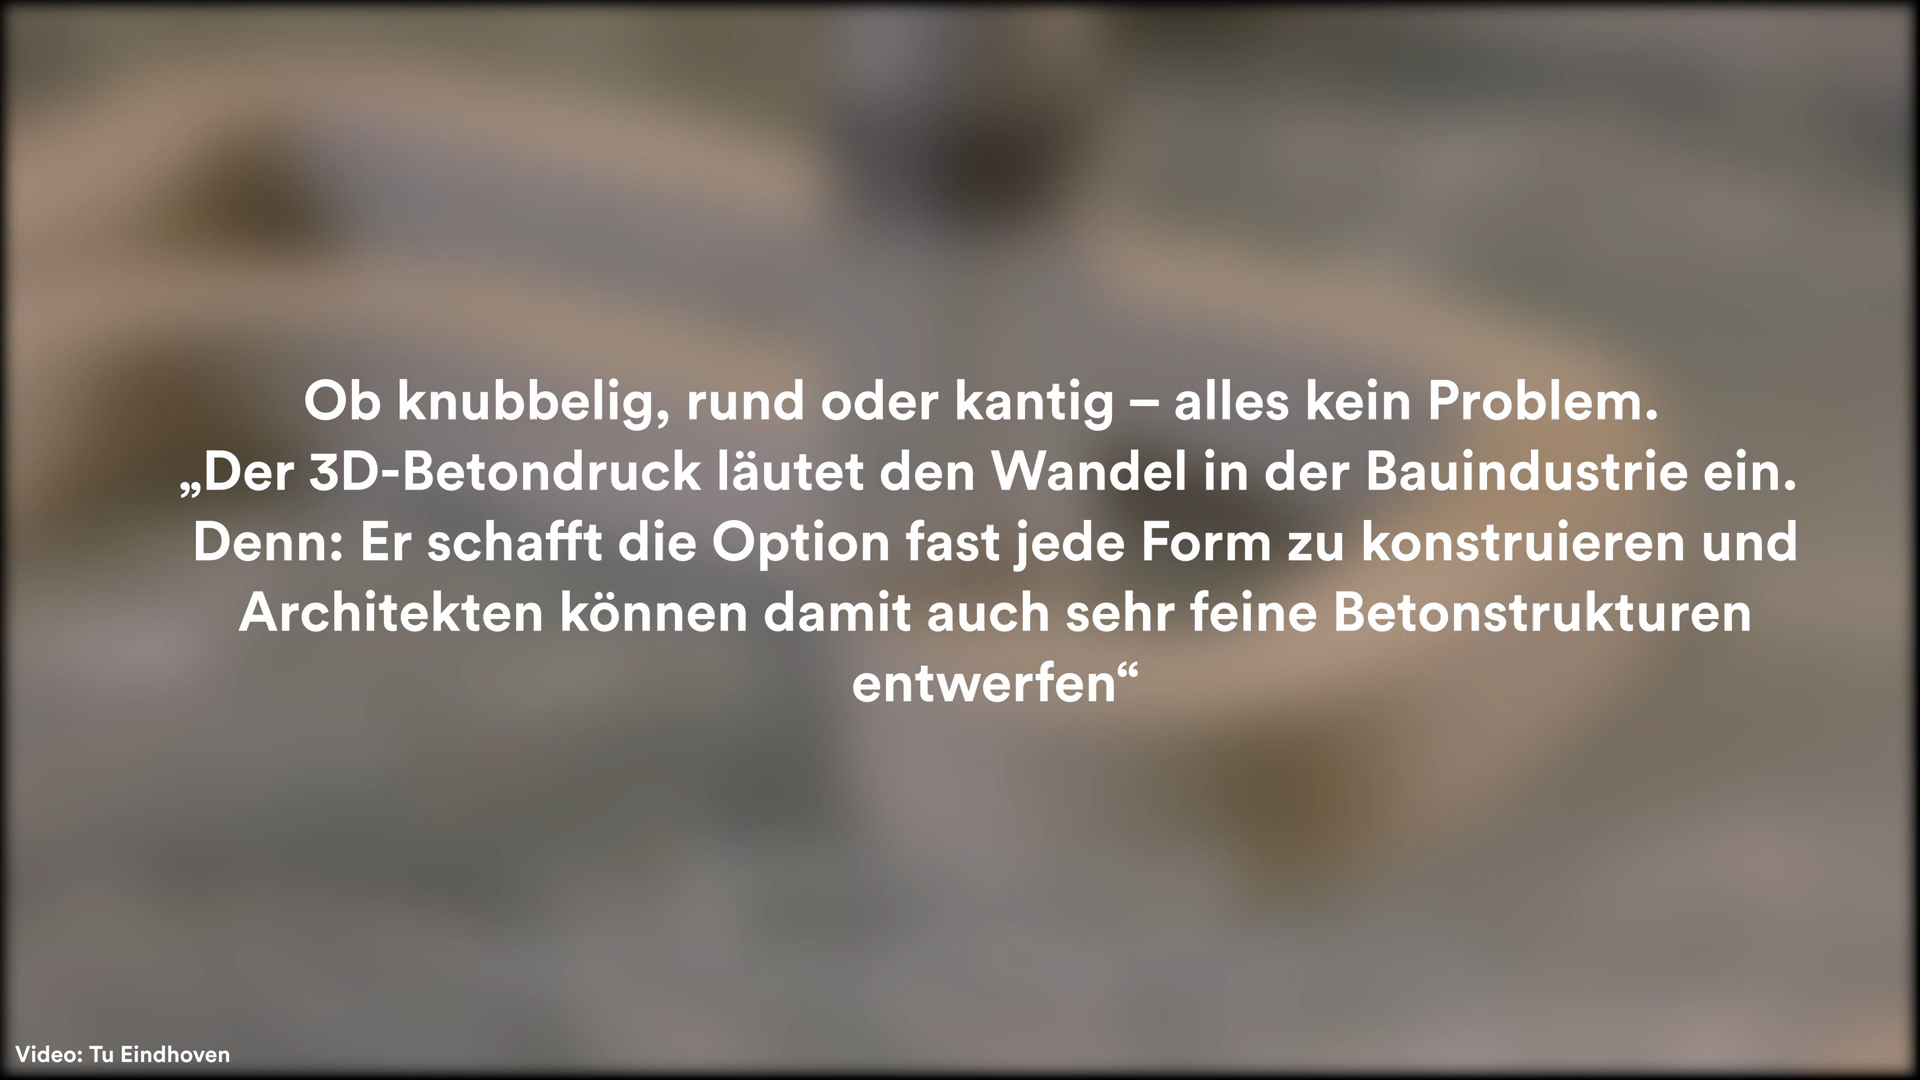 Ob knubbelig, rund oder kantig – alles kein Problem.
„Der 3D-Betondruck läutet den Wandel in der Bauindustrie ein.
Denn: Er schafft die Option fast jede Form zu konstruieren und
Architekten können damit auch sehr feine Betonstrukturen
entwerfen“
Video: Tu Eindhoven